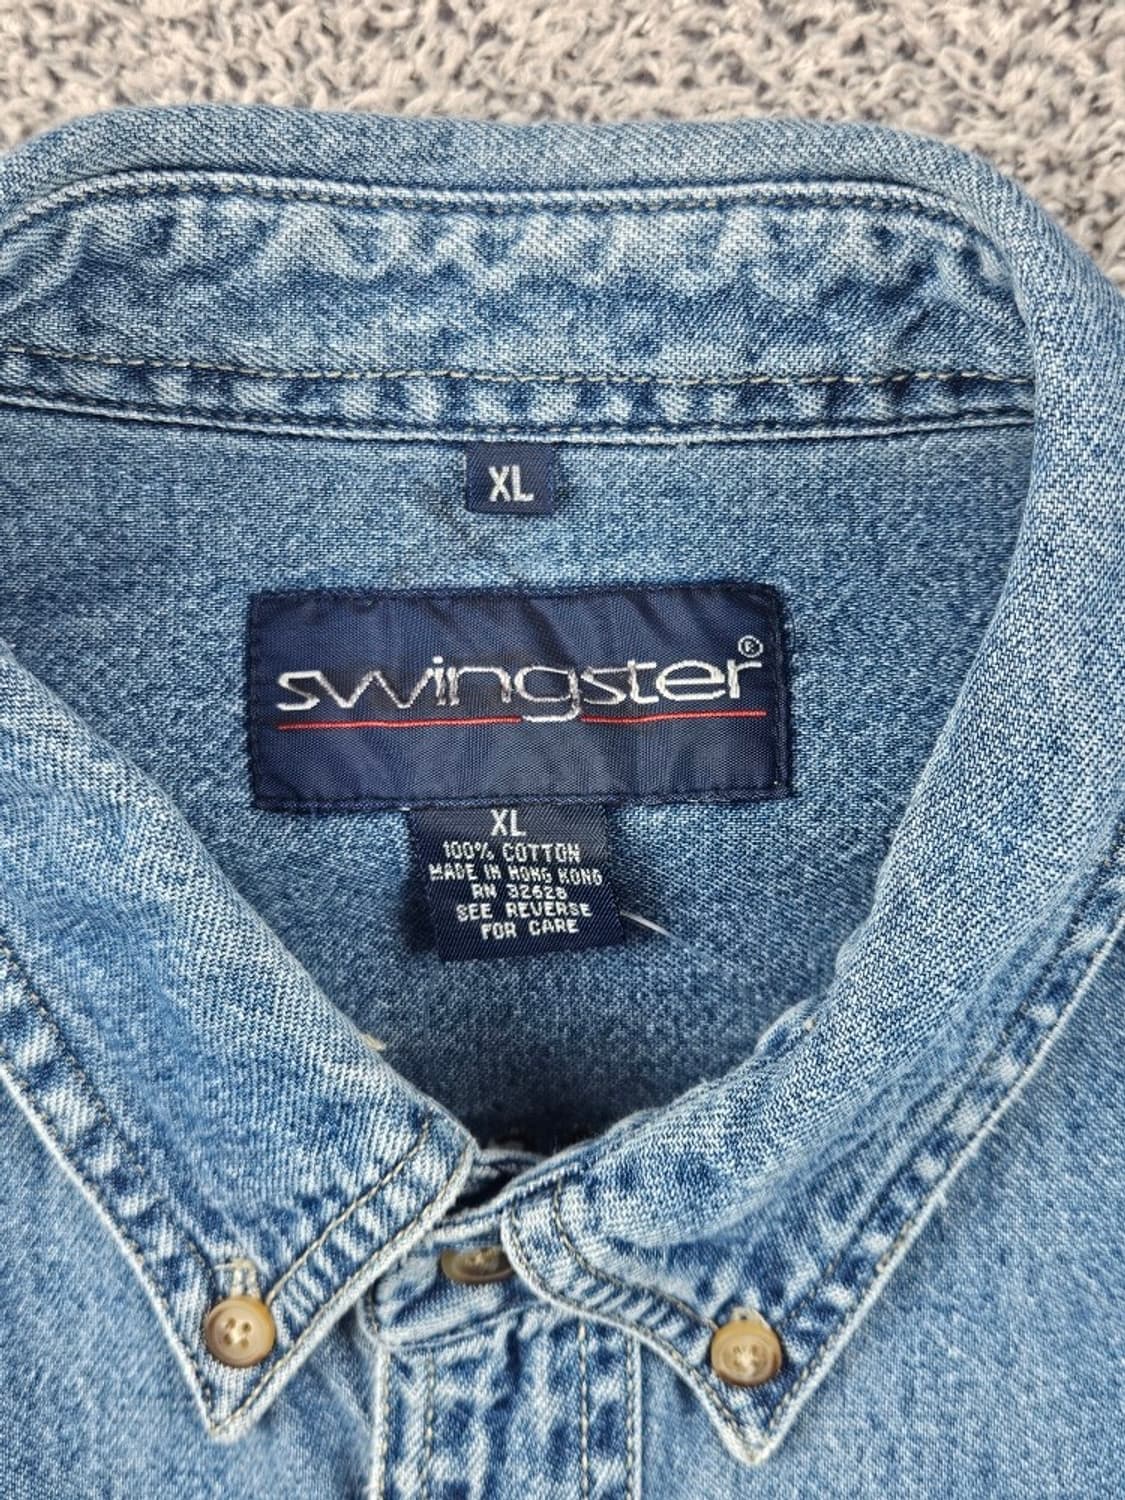 XL
swingster®
XL
100% COTTON
MADE IN HONG KONG
RN 32628
SEE REVERSE
FOR CARE